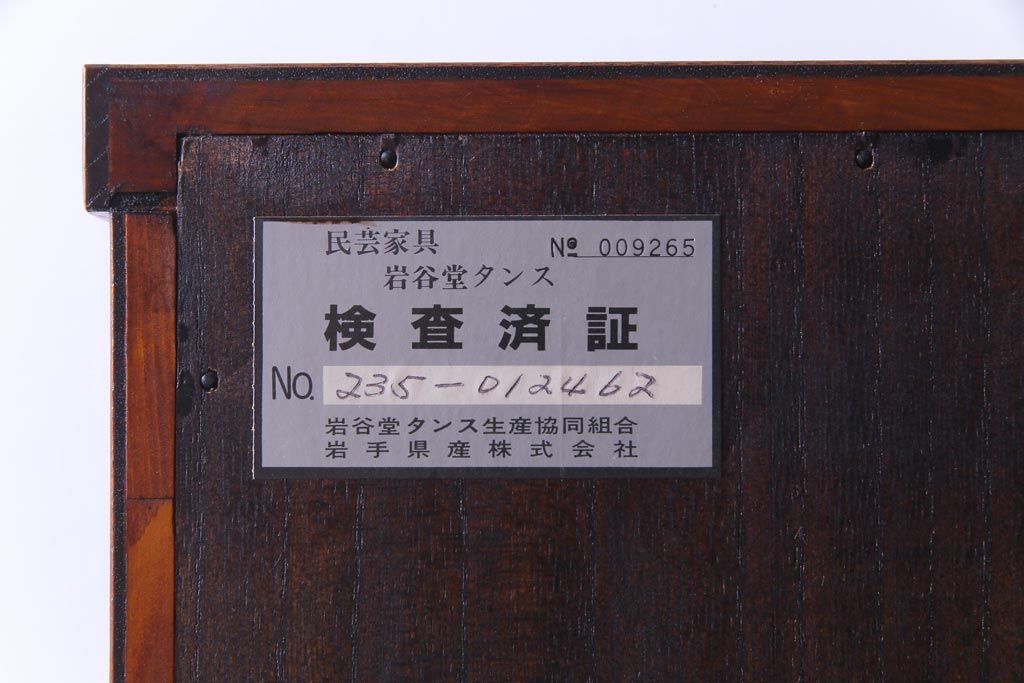 民芸家具 Nº 009265
岩谷堂タンス
検査済証
No. 235-012462
岩谷堂タンス生産協同組合
岩手県産株式会社